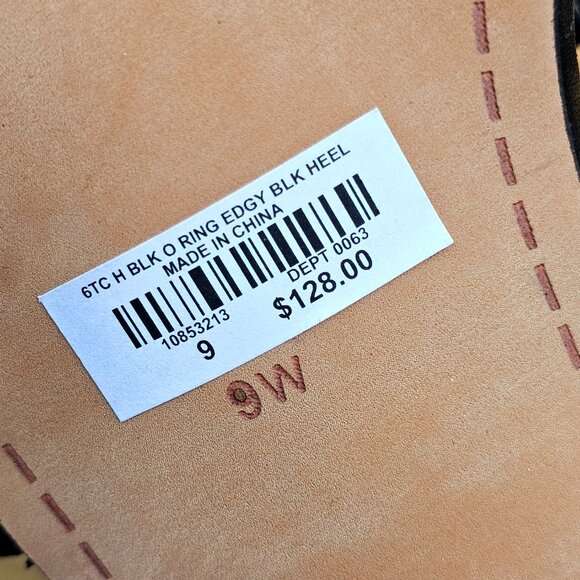 6TC H BLK O RING EDGY BLK HEEL
MADE IN CHINA
10853213
DEPT 0063
9
$128.00
9W